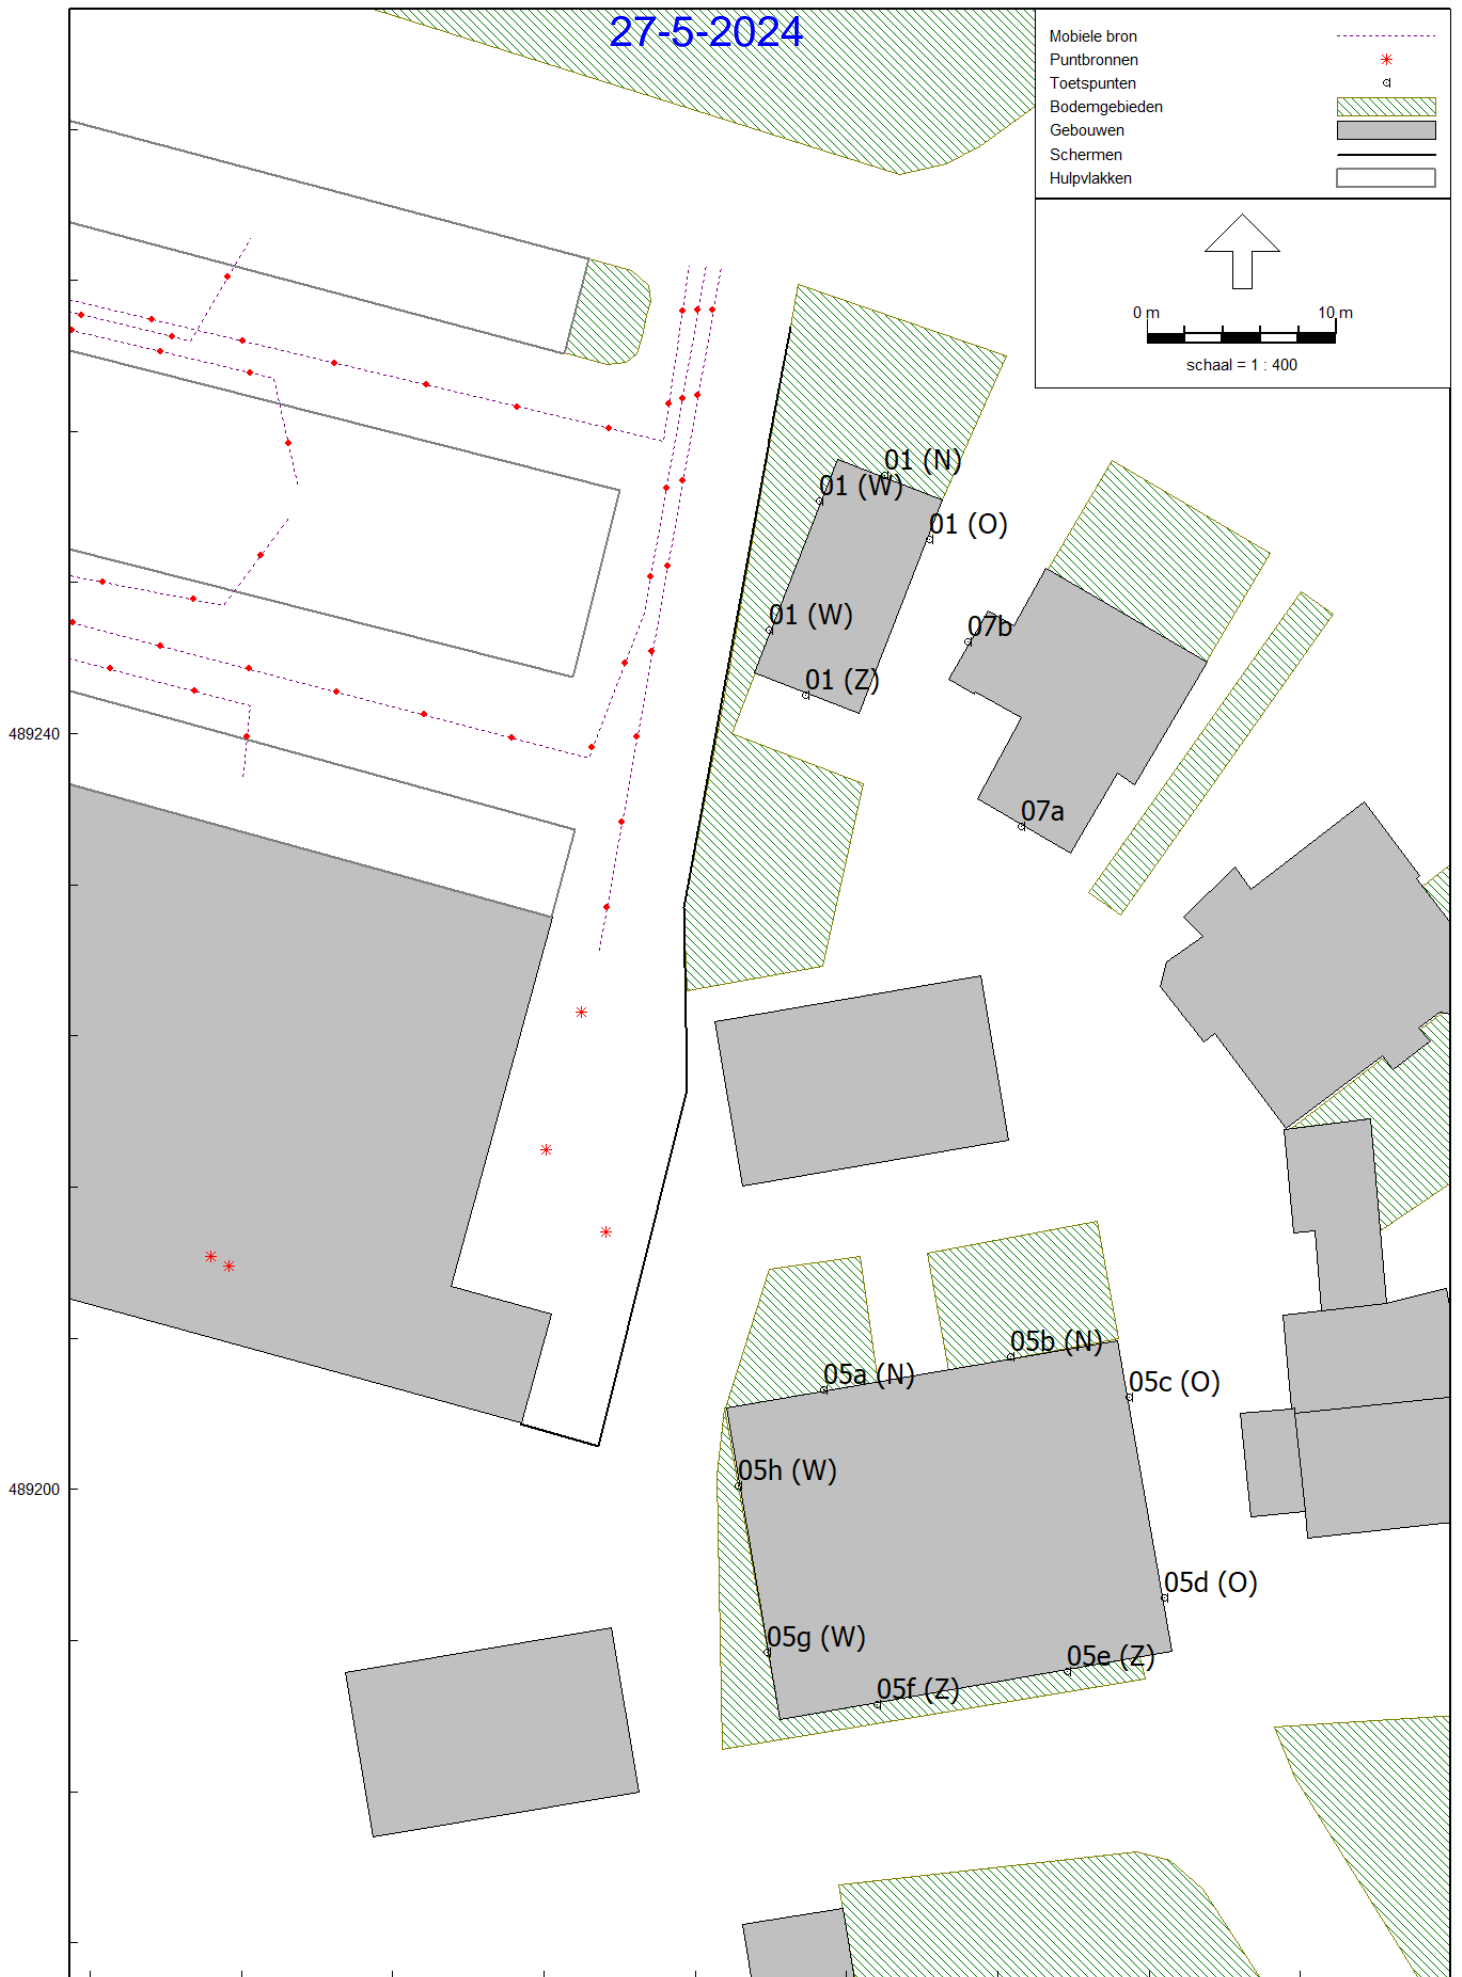 27-5-2024
Mobiele bron
Puntbronnen
Toetspunten
Bodemgebieden
Gebouwen
Schermen
Hulpvlakken
0 m 10 m
schaal = 1 : 400
01 (N)
01 (W)
01 (O)
01 (W)
07b
01 (Z)
489240
07a
05b (N)
05a (N)
05c (O)
05h (W)
489200
05d (O)
05g (W)
05e (Z)
05f (Z)